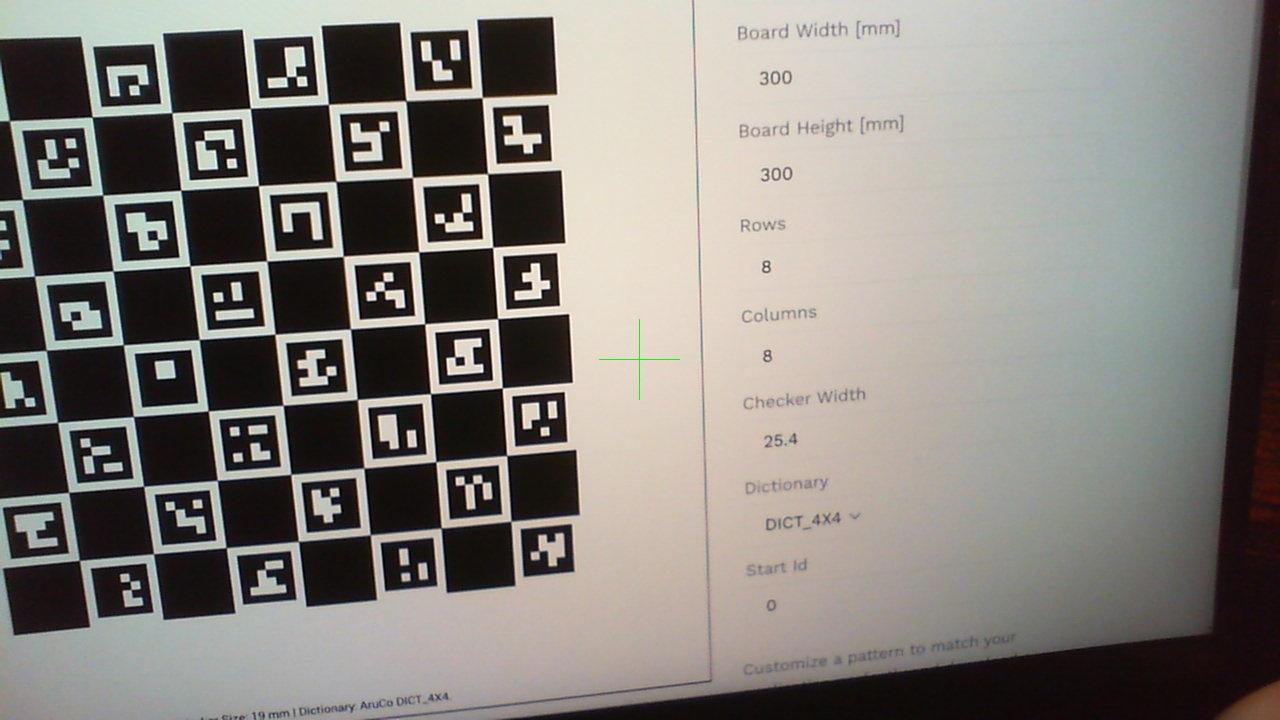 Board Width [mm]
300
Board Height [mm]
300
Rows
8
Columns
8
Checker Width
25.4
Dictionary
DICT_4X4
Start Id
0
Customize a pattern to match your
Size: 19 mm | Dictionary: AruCo DICT_4X4.